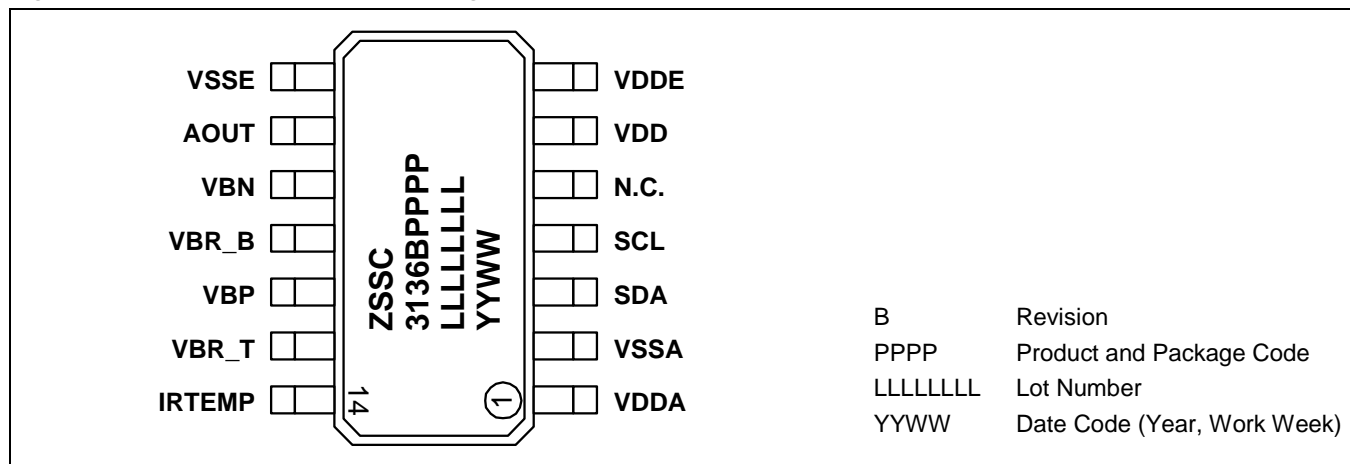 VSSE
AOUT
VBN
VBR_B
VBP
VBR_T
IRTEMP
ZSSC
3136BPPPP
LLLLLLLL
YYWW
14
1
VDDE
VDD
N.C.
SCL
SDA
VSSA
VDDA
B Revision
PPPP Product and Package Code
LLLLLLLL Lot Number
YYWW Date Code (Year, Work Week)